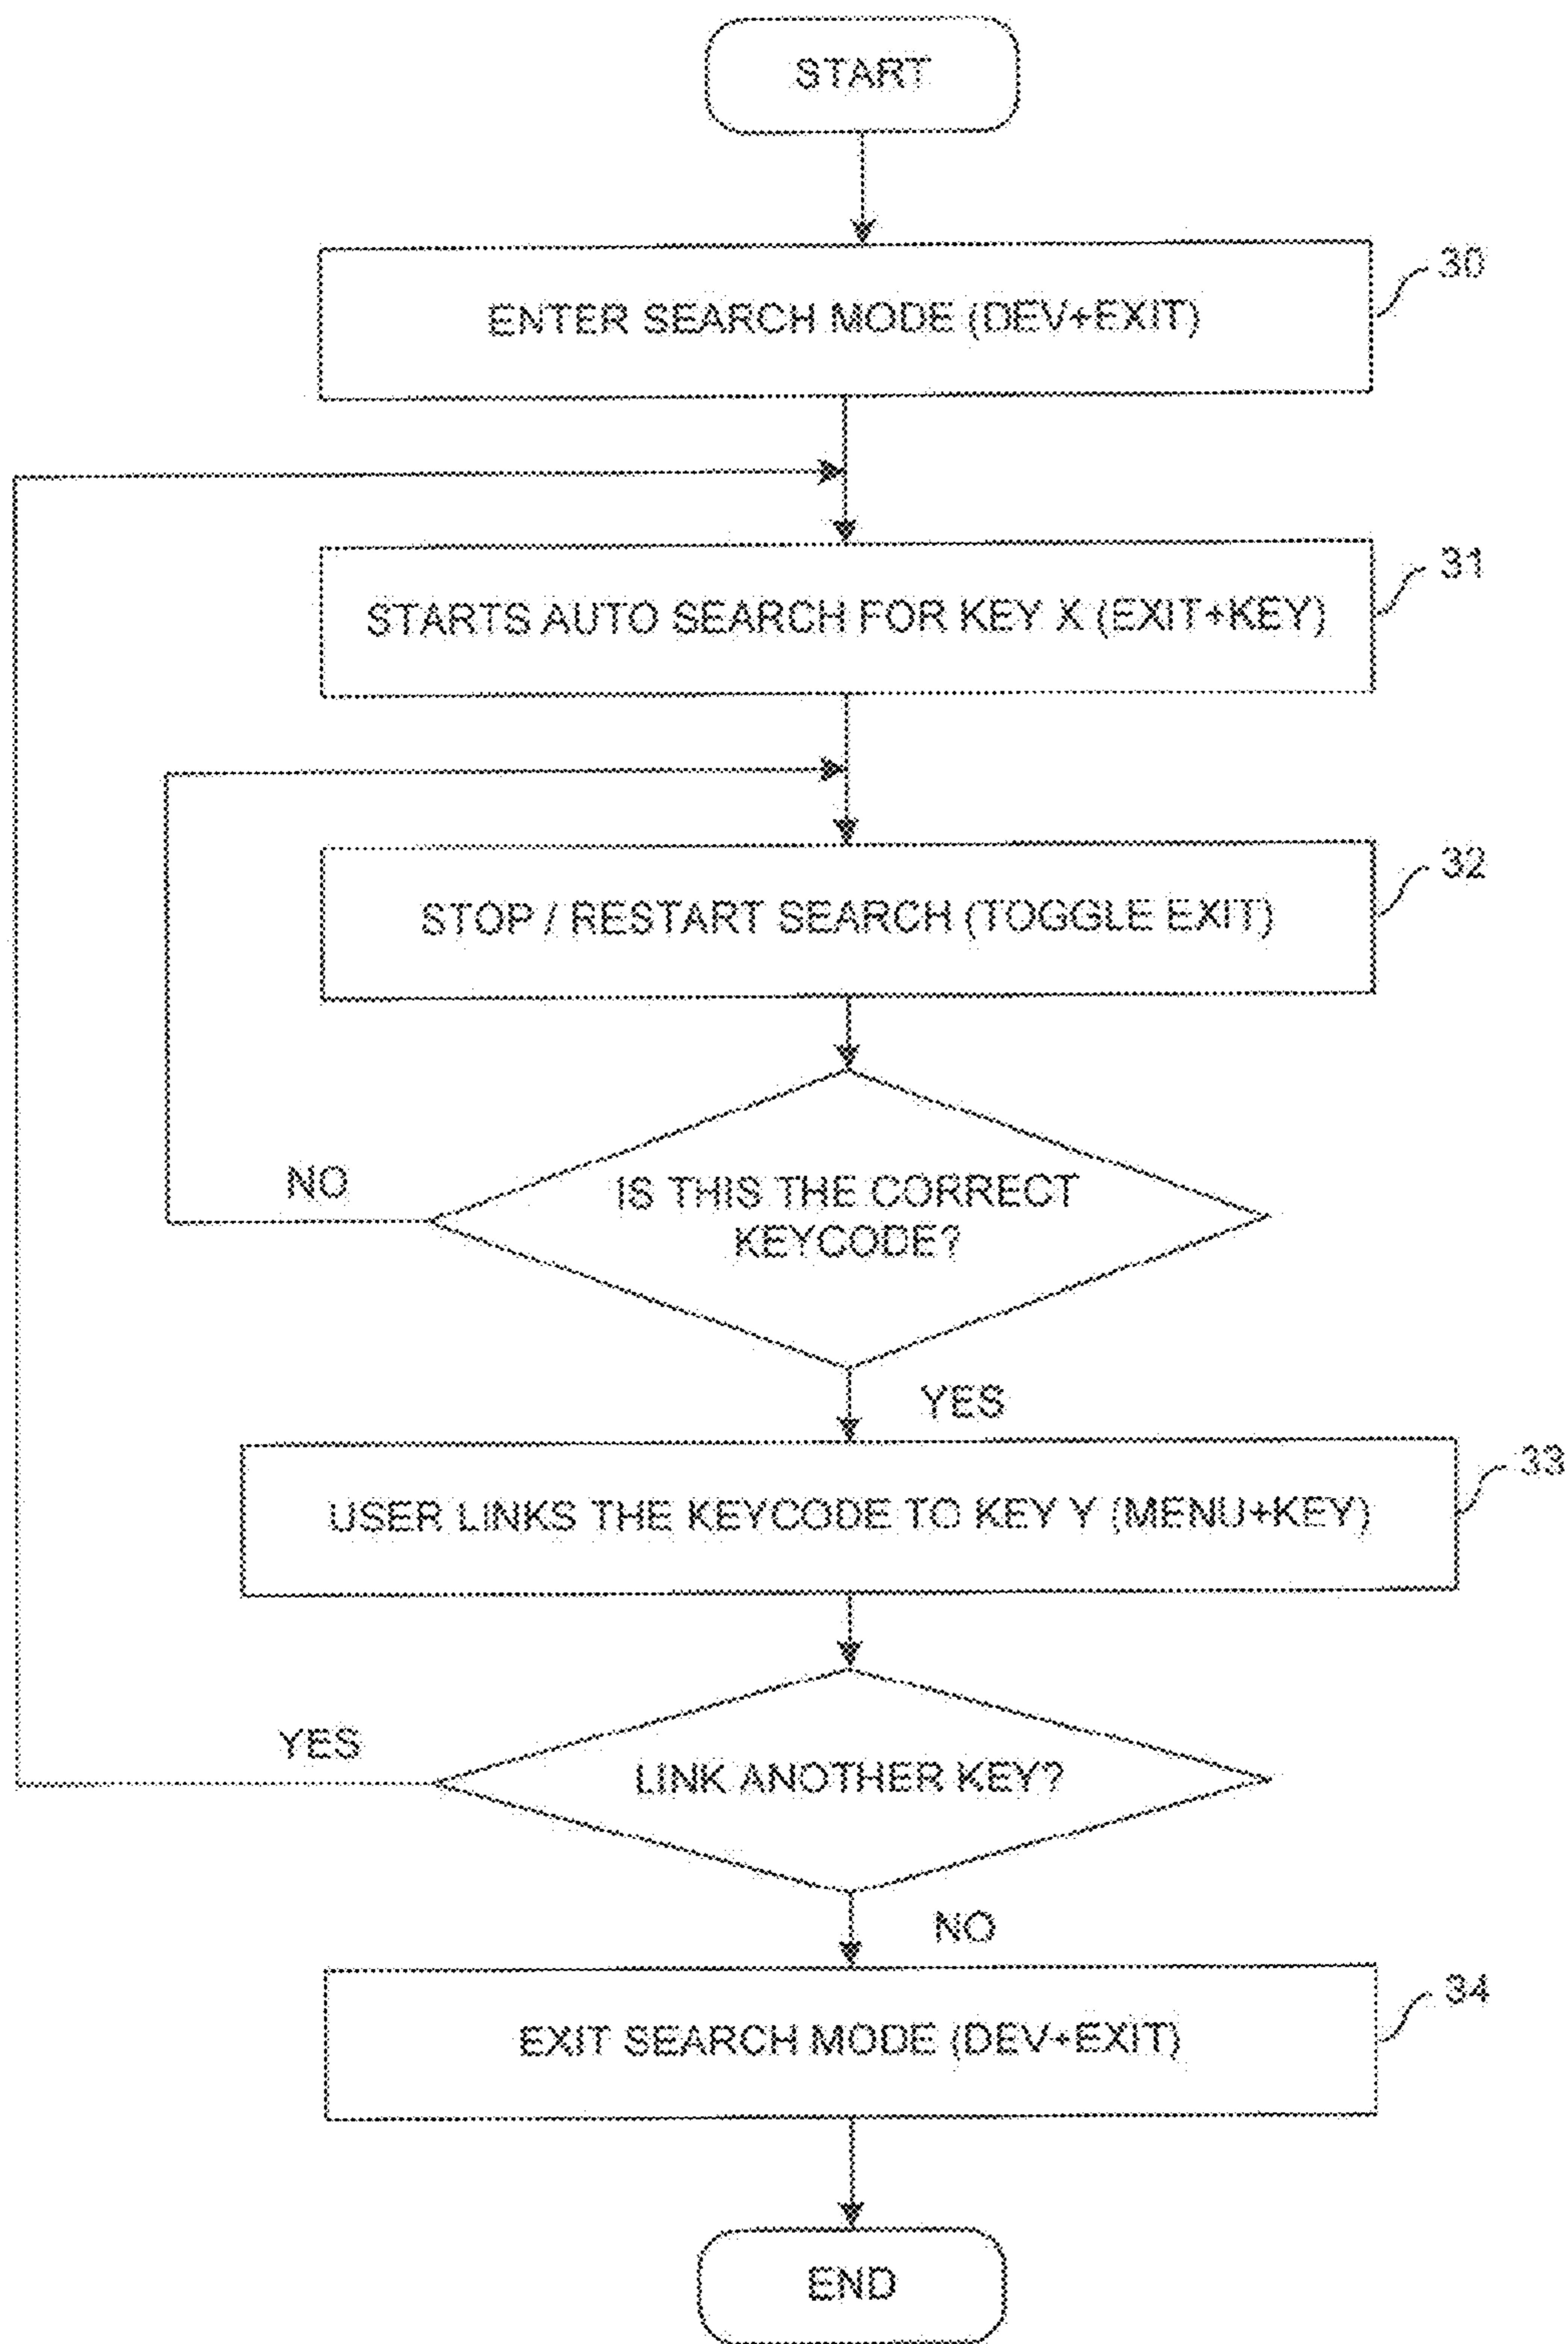 START
ENTER SEARCH MODE (DEV+EXIT)
30
STARTS AUTO SEARCH FOR KEY X (EXIT+KEY)
31
STOP / RESTART SEARCH (TOGGLE EXIT)
32
NO
IS THIS THE CORRECT
KEYCODE?
YES
USER LINKS THE KEYCODE TO KEY Y (MENU+KEY)
33
YES
LINK ANOTHER KEY?
NO
EXIT SEARCH MODE (DEV+EXIT)
34
END